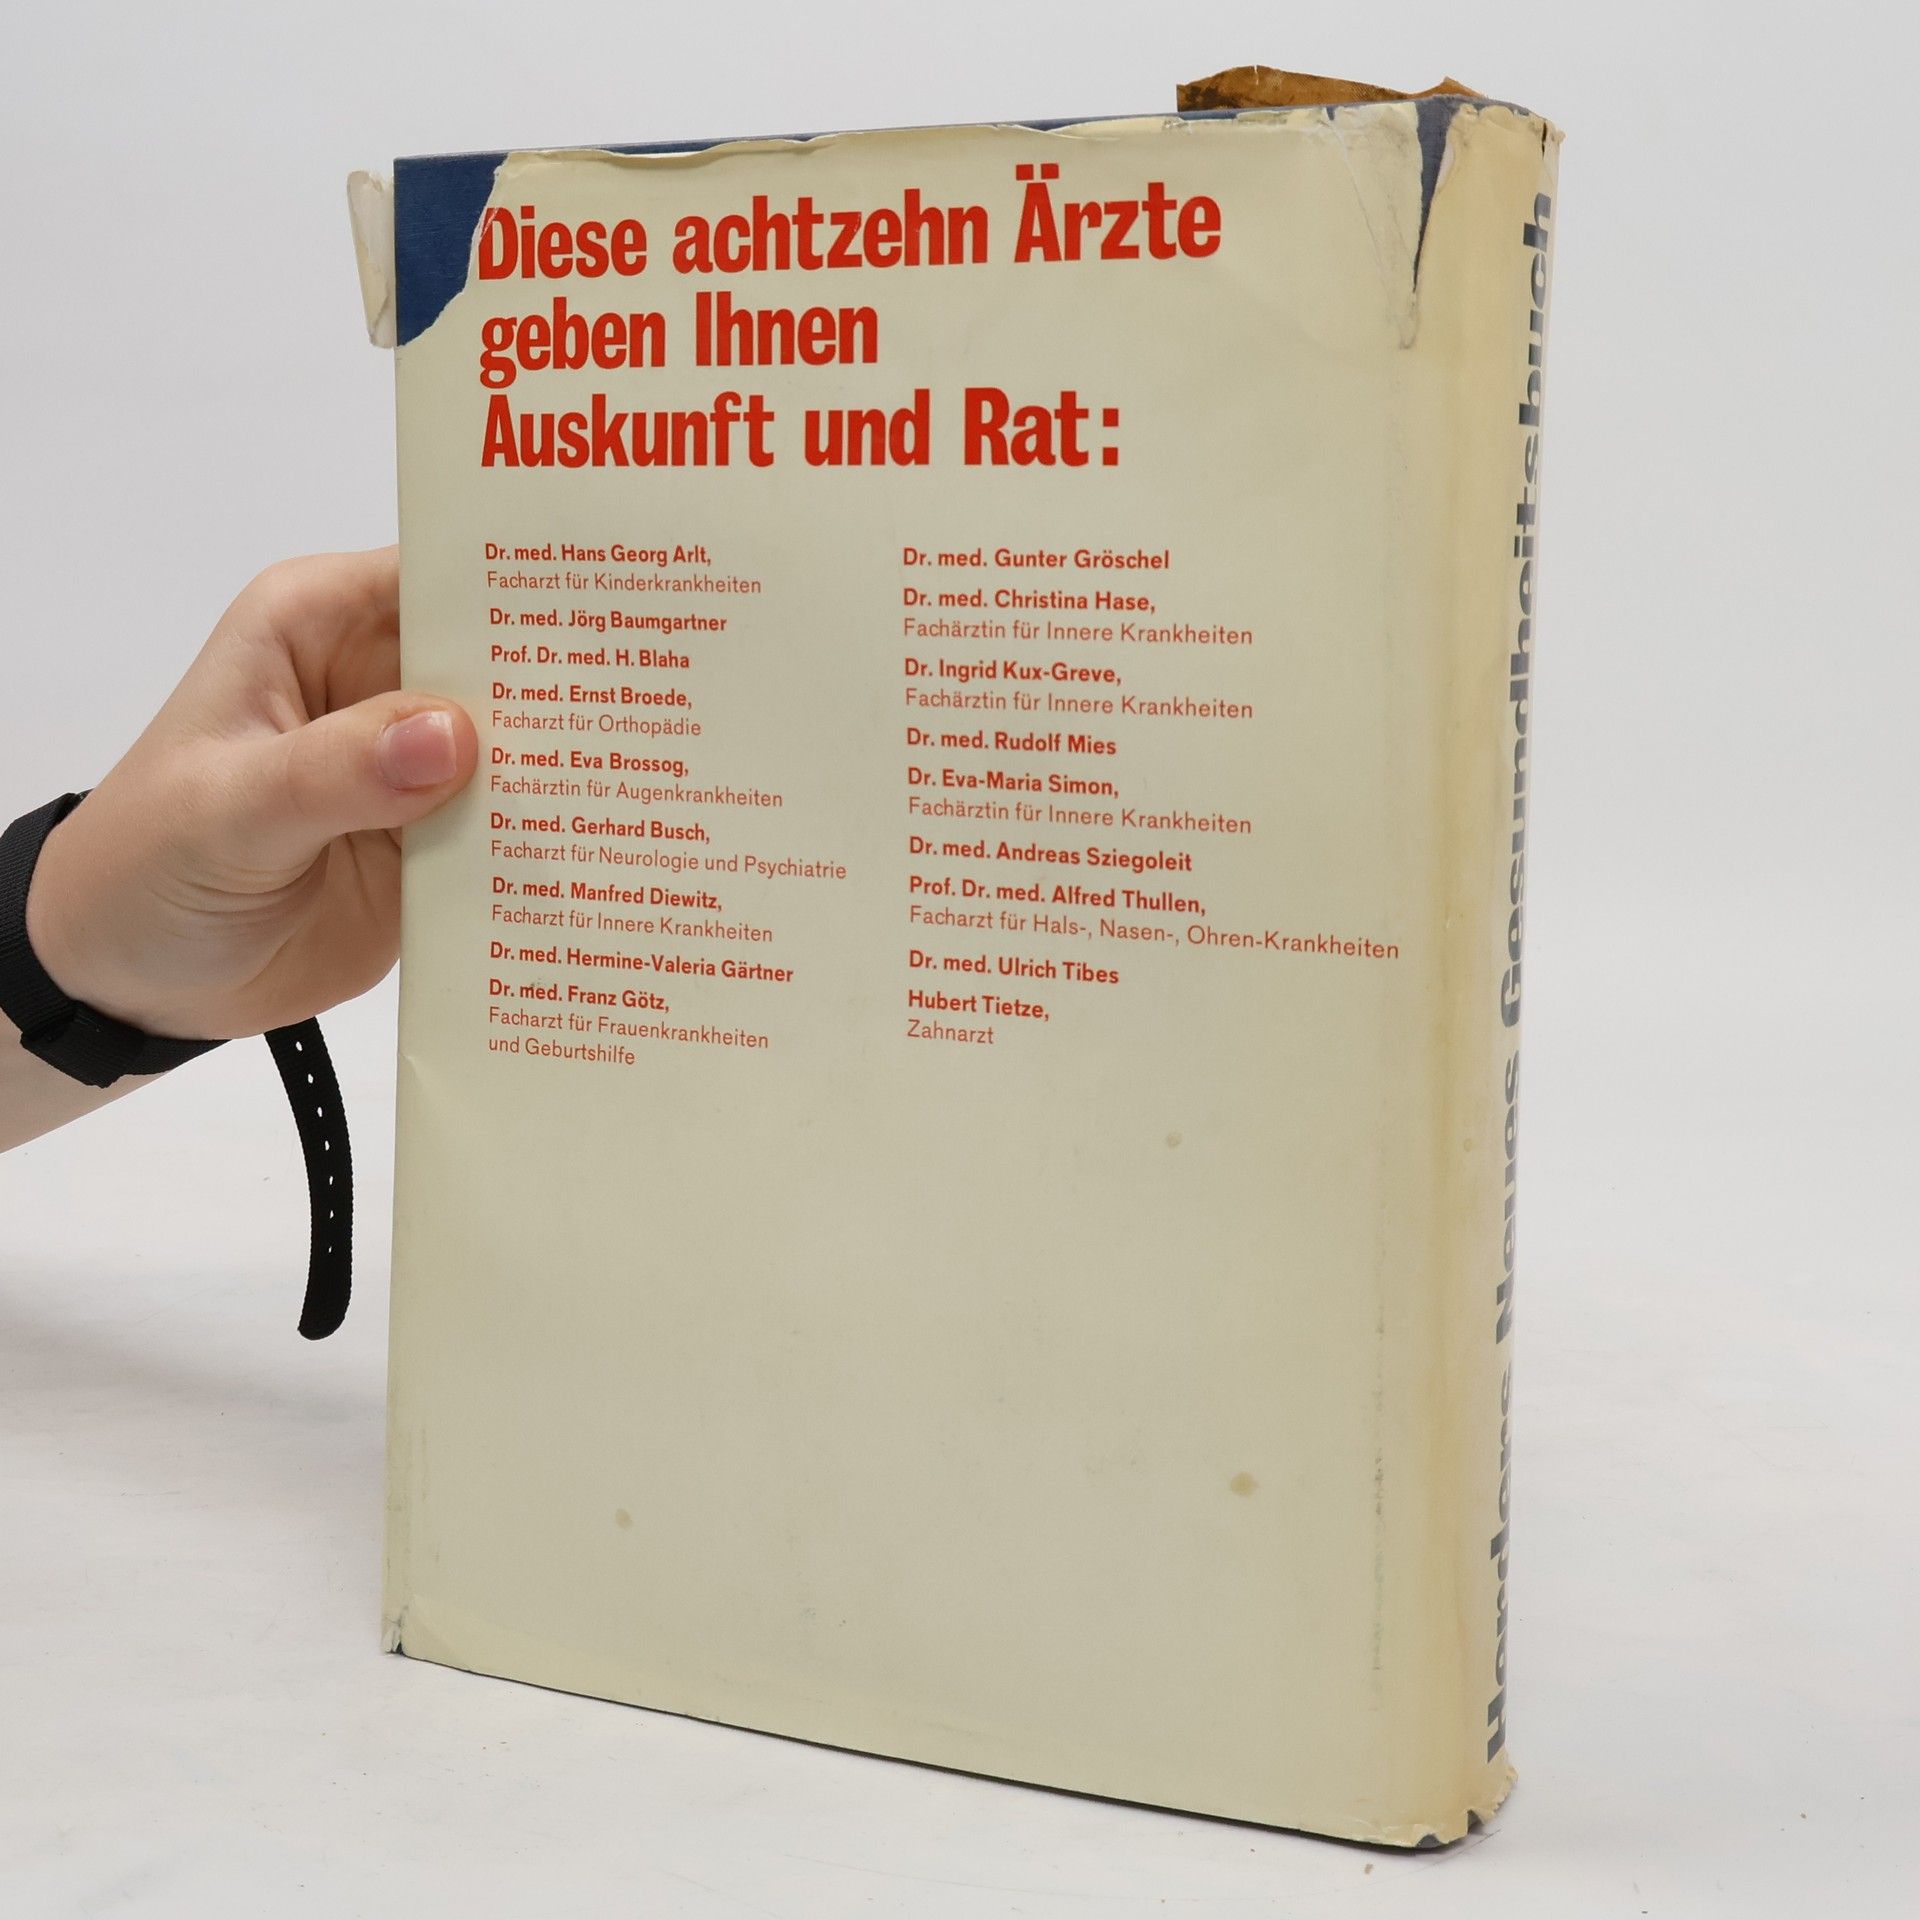 Diese achtzehn Ärzte
geben Ihnen
Auskunft und Rat:
Dr. med. Hans Georg Arlt,
Facharzt für Kinderkrankheiten
Dr. med. Jörg Baumgartner
Prof. Dr. med. H. Blaha
Dr. med. Ernst Broede,
Facharzt für Orthopädie
Dr. med. Eva Brossog,
Fachärztin für Augenkrankheiten
Dr. med. Gerhard Busch,
Facharzt für Neurologie und Psychiatrie
Dr. med. Manfred Diewitz,
Facharzt für Innere Krankheiten
Dr. med. Hermine-Valeria Gärtner
Dr. med. Franz Götz,
Facharzt für Frauenkrankheiten
und Geburtshilfe
Dr. med. Gunter Gröschel
Dr. med. Christina Hase,
Fachärztin für Innere Krankheiten
Dr. Ingrid Kux-Greve,
Fachärztin für Innere Krankheiten
Dr. med. Rudolf Mies
Dr. Eva-Maria Simon,
Fachärztin für Innere Krankheiten
Dr. med. Andreas Sziegoleit
Prof. Dr. med. Alfred Thullen,
Facharzt für Hals-, Nasen-, Ohren-Krankheiten
Dr. med. Ulrich Tibes
Hubert Tietze,
Zahnarzt
Hordens Neues Gesundheitsbuch